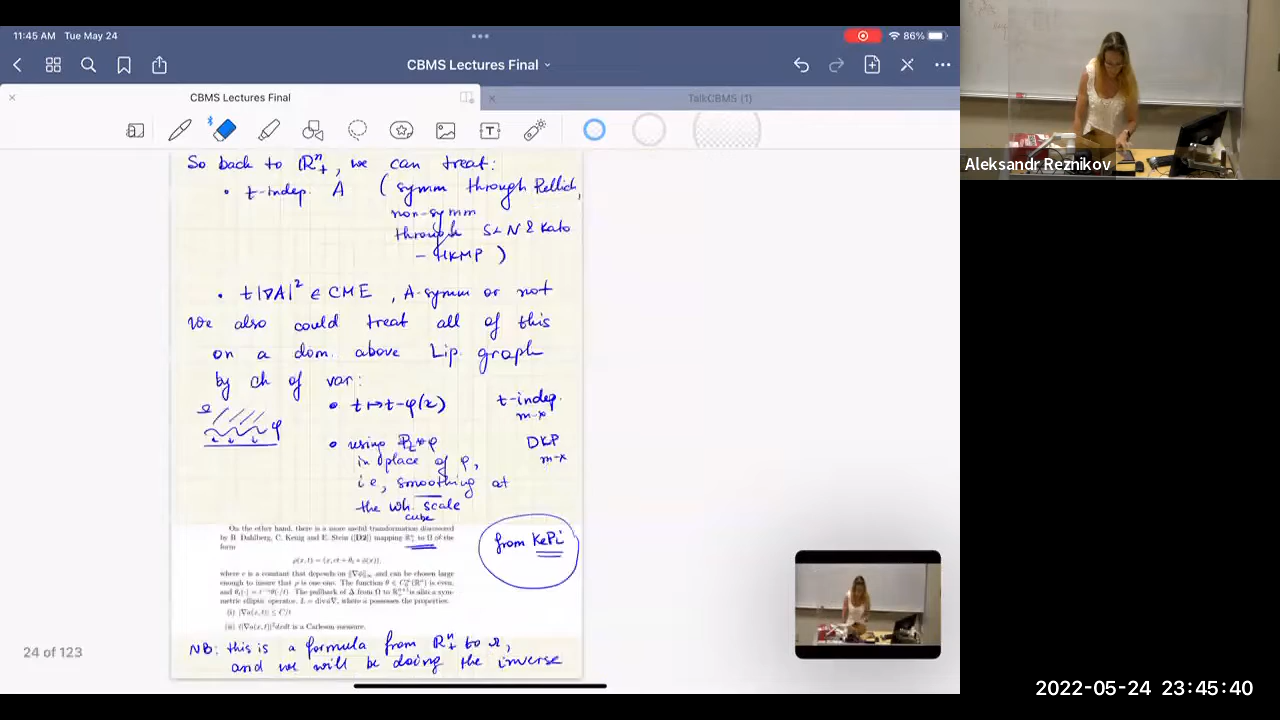 11:45 AM Tue May 24
86%
CBMS Lectures Final
CBMS Lectures Final
TalkCBMS (1)
Aleksandr Reznikov
So back to ℝⁿ₊, we can treat:
• t-indep. A (symm through Rellich,
non-symm
through S<N & Kato
- HKMP)
• t|∇A|² ∈ CME, A-symm or not
We also could treat all of this
on a dom. above Lip graph
by ch of var:
Ω
φ
• t ↦ t-φ(x) t-indep.
m-x
• using P_t*φ DKP
in place of φ, m-x
i.e., smoothing at
the wh. scale
cube
from KePi
On the other hand, there is a more useful transformation discovered
by B. Dahlberg, C. Kenig and E. Stein ([D2]) mapping ℝⁿ₊ to Ω of the
form
ρ(x,t) = (x, ct + θ_t * φ(x)),
where c is a constant that depends on ‖∇φ‖∞ and can be chosen large
enough to insure that ρ is one-one. The function θ ∈ C₀^∞(ℝⁿ) is even,
The pullback of Δ from Ω to
metric elliptic operator, L = div a∇, where a possesses the properties,
(i) |∇a(x,t)| ≤ C/t
(ii) t|∇a(x,t)|²dxdt is a Carleson measure.
NB: this is a formula from ℝⁿ₊ to Ω,
and we will be doing the inverse
24 of 123
2022-05-24 23:45:40